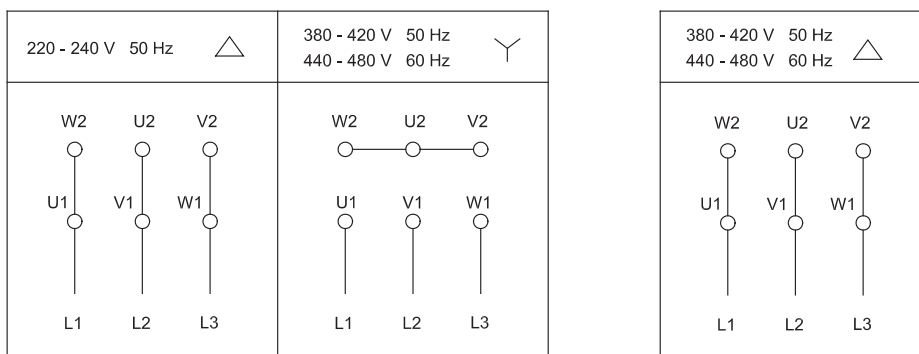 220 - 240 V 50 Hz
380 - 420 V 50 Hz
440 - 480 V 60 Hz
W2 U2 V2
U1 V1 W1
L1 L2 L3
W2 U2 V2
U1 V1 W1
L1 L2 L3
380 - 420 V 50 Hz
440 - 480 V 60 Hz
W2 U2 V2
U1 V1 W1
L1 L2 L3